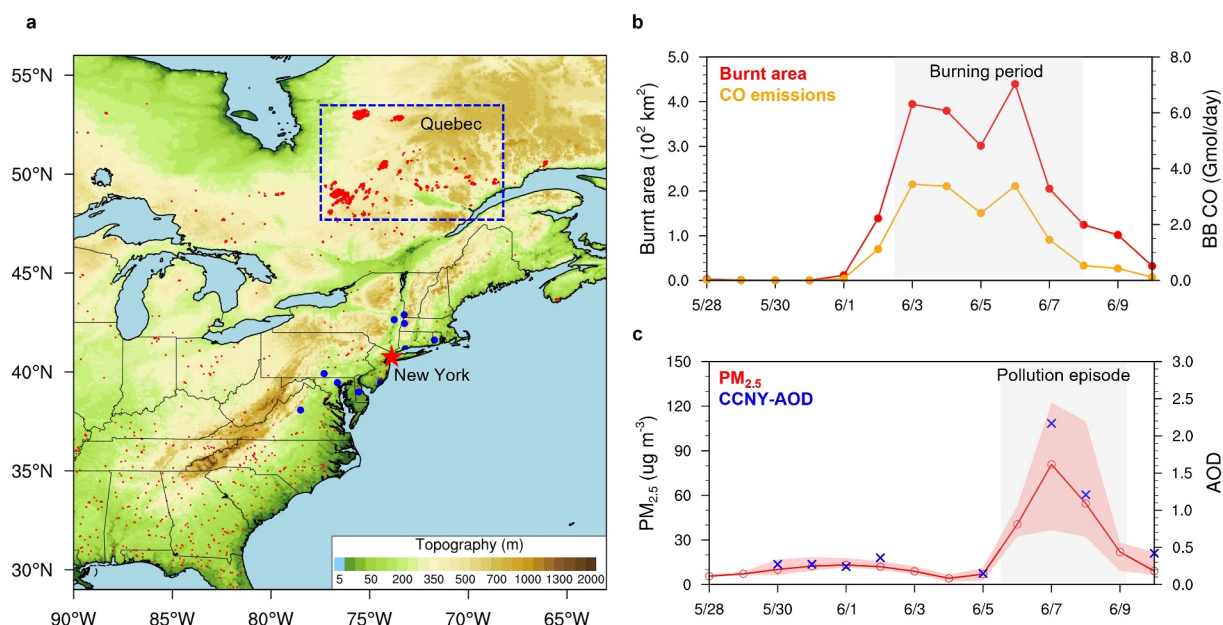 a
55°N
50°N
45°N
40°N
35°N
30°N
90°W
85°W
80°W
75°W
70°W
65°W
Quebec
New York
Topography (m)
5 50 200 350 500 700 1000 1300 2000
b
Burnt area
CO emissions
Burning period
Burnt area (10² km²)
5.0
4.0
3.0
2.0
1.0
0.0
8.0
6.0
4.0
2.0
0.0
BB CO (Gmol/day)
5/28 5/30 6/1 6/3 6/5 6/7 6/9
c
PM₂.₅
CCNY-AOD
Pollution episode
PM₂.₅ (ug m⁻³)
150
120
90
60
30
0
3.0
2.5
2.0
1.5
1.0
0.5
0.0
AOD
5/28 5/30 6/1 6/3 6/5 6/7 6/9